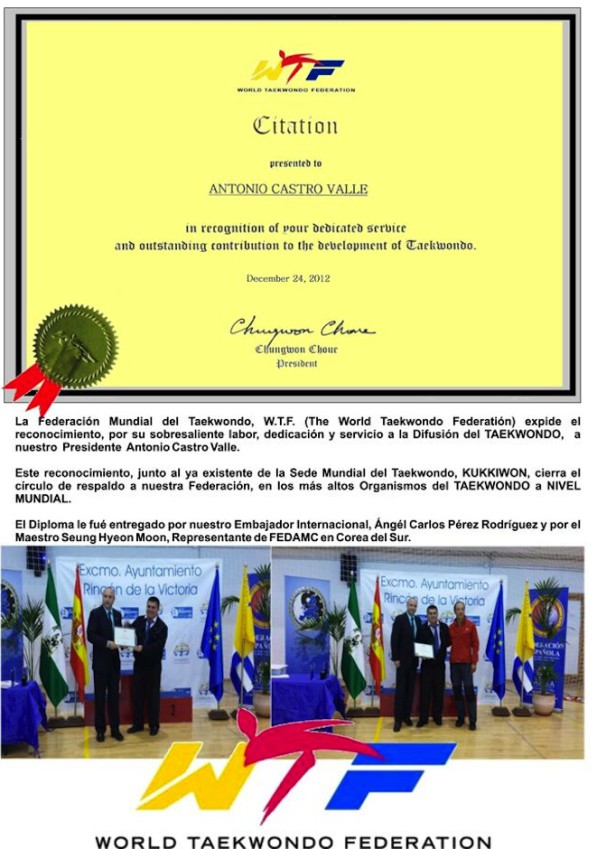 WTF
WORLD TAEKWONDO FEDERATION
Citation
presented to
ANTONIO CASTRO VALLE
in recognition of your dedicated service
and outstanding contribution to the development of Taekwondo.
December 24, 2012
Chungwon Choue
Chungwon Choue
President
La Federación Mundial del Taekwondo, W.T.F. (The World Taekwondo Federatión) expide el
reconocimiento, por su sobresaliente labor, dedicación y servicio a la Difusión del TAEKWONDO, a
nuestro Presidente Antonio Castro Valle.
Este reconocimiento, junto al ya existente de la Sede Mundial del Taekwondo, KUKKIWON, cierra el
círculo de respaldo a nuestra Federación, en los más altos Organismos del TAEKWONDO a NIVEL
MUNDIAL.
El Diploma le fué entregado por nuestro Embajador Internacional, Ángél Carlos Pérez Rodríguez y por el
Maestro Seung Hyeon Moon, Representante de FEDAMC en Corea del Sur.
Excmo. Ayuntamiento
Rincón de la Victoria
Excmo. Ayuntamiento
Rincón de la Victoria
WTF
WORLD TAEKWONDO FEDERATION